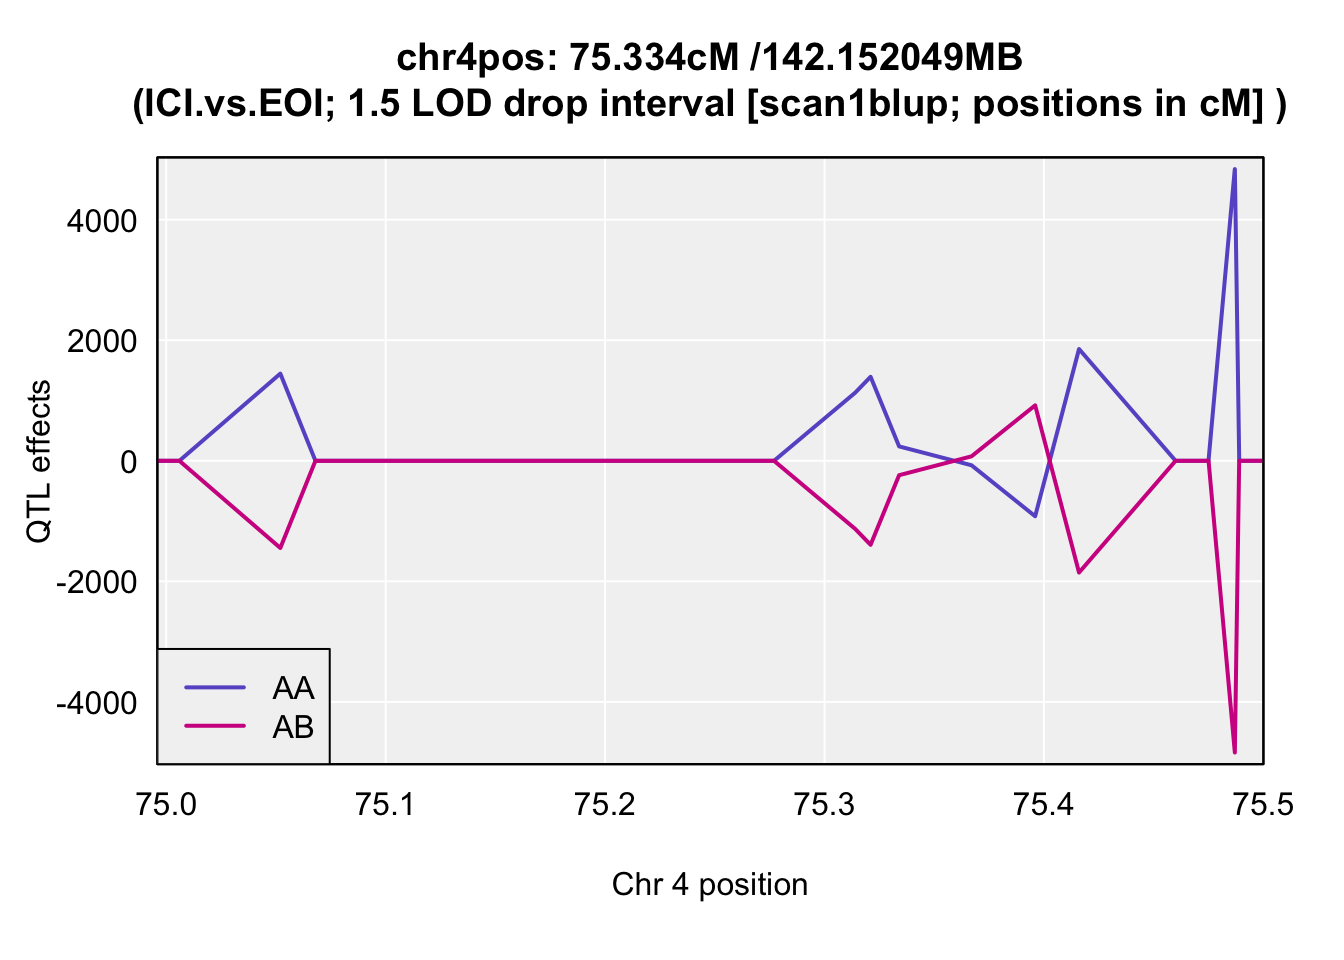 chr4pos: 75.334cM /142.152049MB
(ICI.vs.EOI; 1.5 LOD drop interval [scan1blup; positions in cM] )
QTL effects
4000
2000
0
-2000
-4000
AA
AB
75.0 75.1 75.2 75.3 75.4 75.5
Chr 4 position